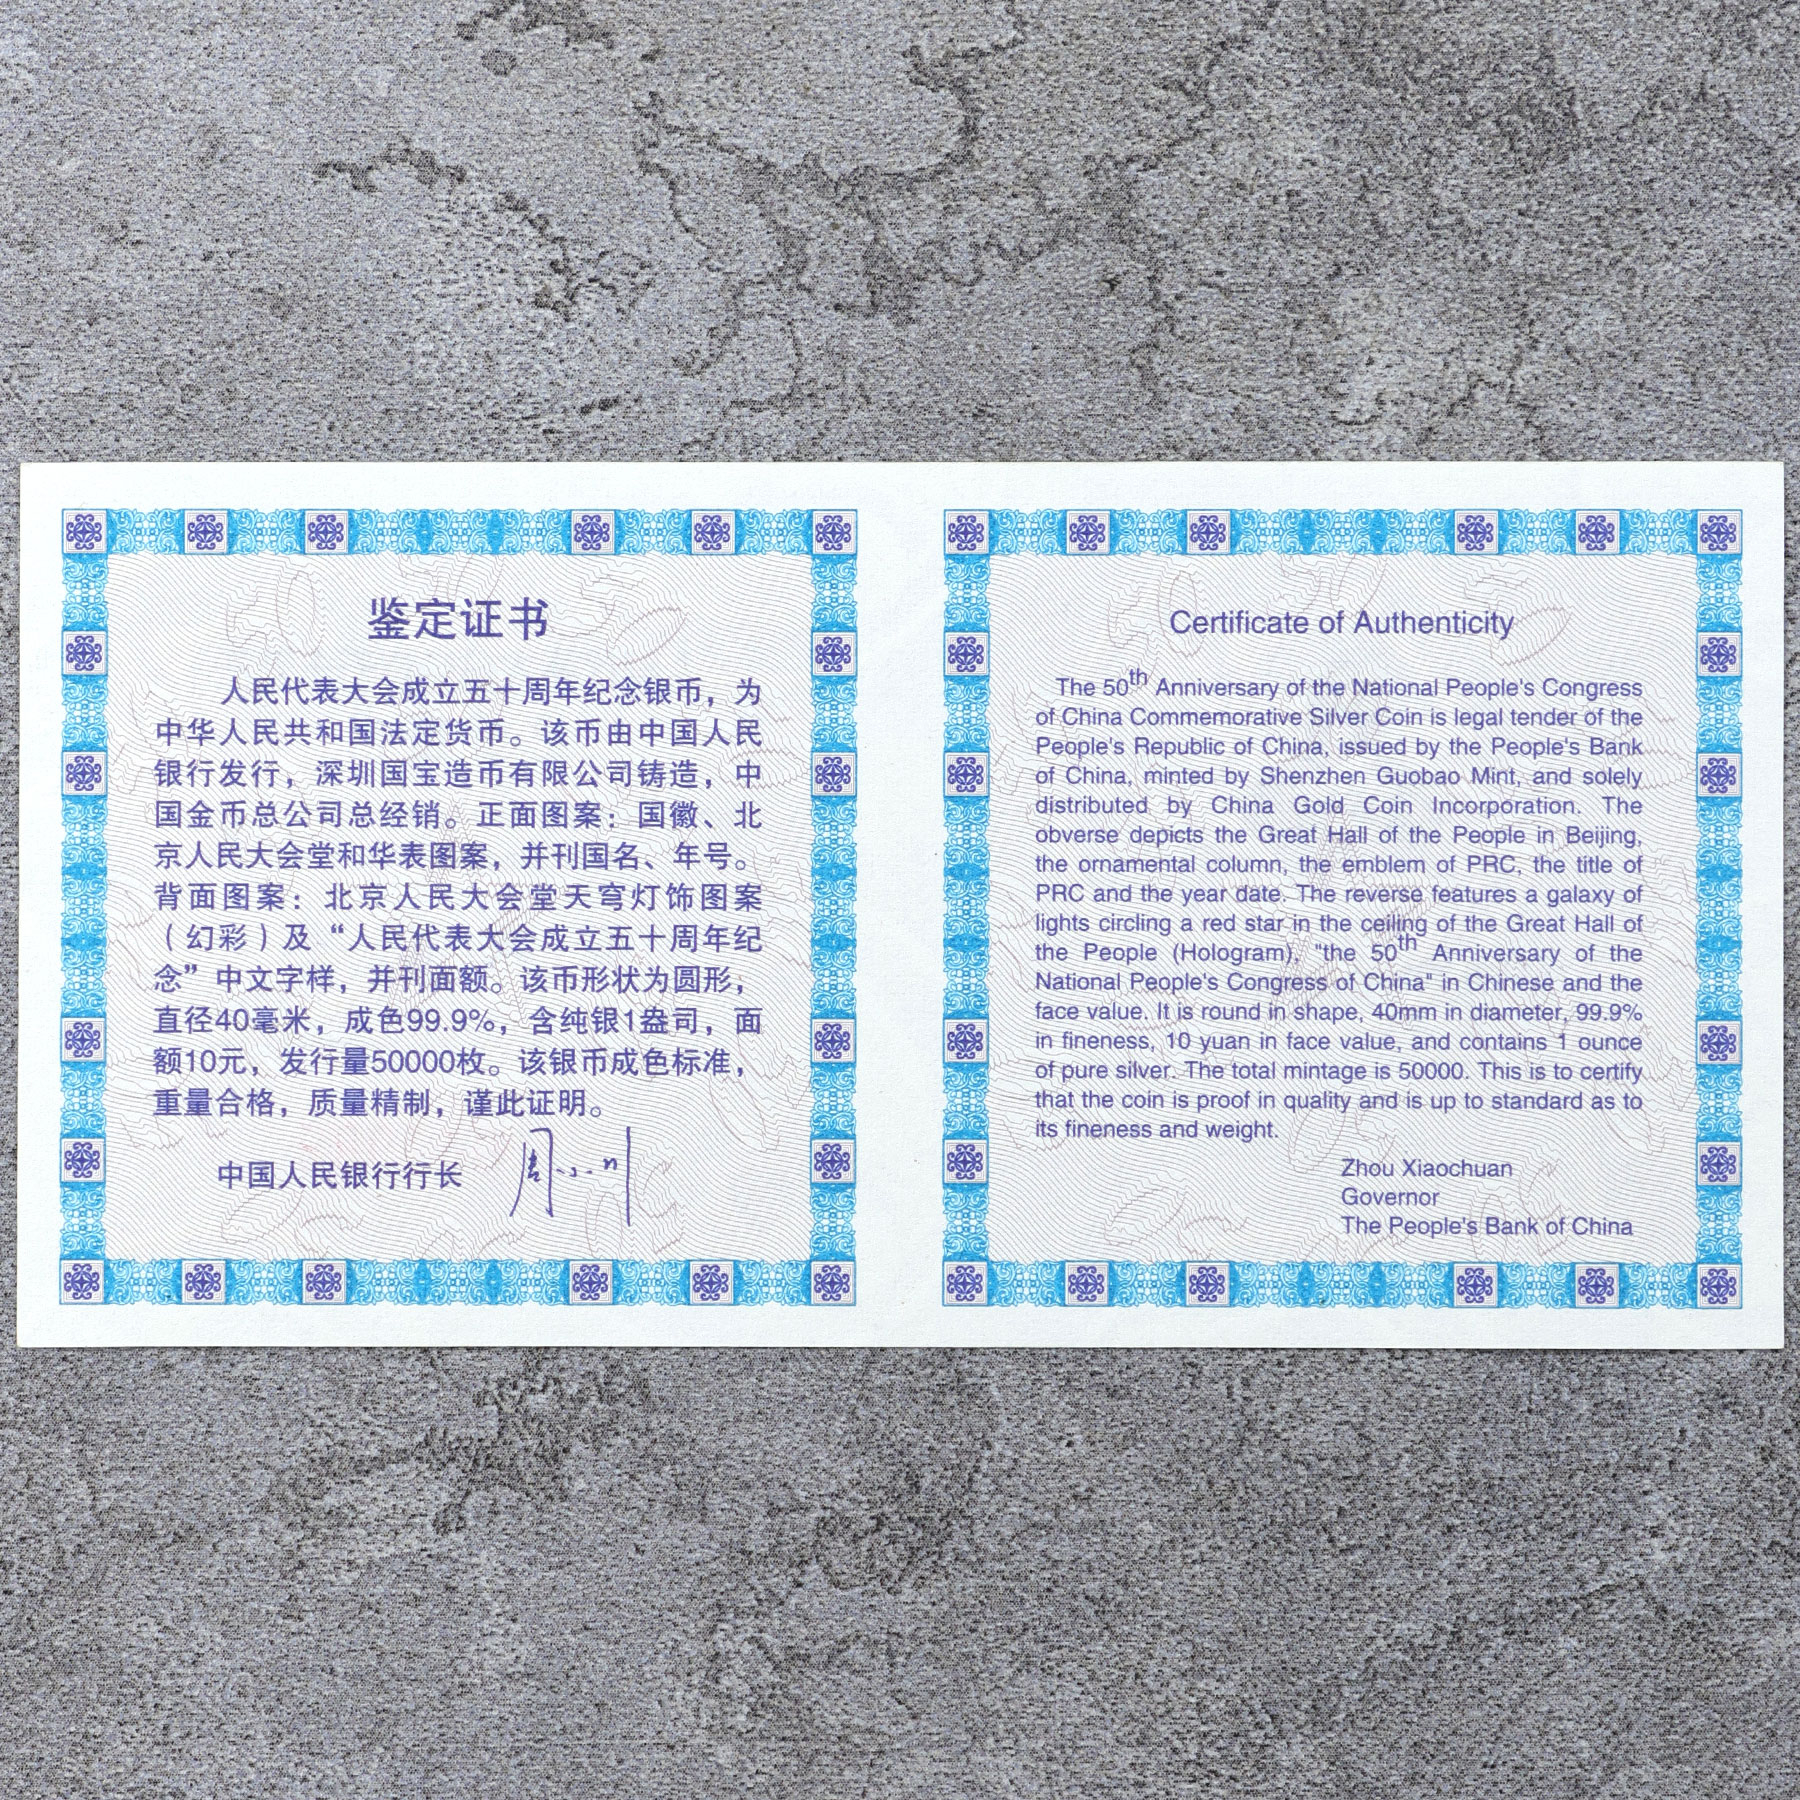 鉴定证书
人民代表大会成立五十周年纪念银币，为
中华人民共和国法定货币。该币由中国人民
银行发行，深圳国宝造币有限公司铸造，中
国金币总公司总经销。正面图案：国徽、北
京人民大会堂和华表图案，并刊国名、年号。
背面图案：北京人民大会堂天穹灯饰图案
（幻彩）及“人民代表大会成立五十周年纪
念”中文字样，并刊面额。该币形状为圆形，
直径40毫米，成色99.9%，含纯银1盎司，面
额10元，发行量50000枚。该银币成色标准，
重量合格，质量精制，谨此证明。
中国人民银行行长 周小川
Certificate of Authenticity
The 50th Anniversary of the National People's Congress
of China Commemorative Silver Coin is legal tender of the
People's Republic of China, issued by the People's Bank
of China, minted by Shenzhen Guobao Mint, and solely
distributed by China Gold Coin Incorporation. The
obverse depicts the Great Hall of the People in Beijing,
the ornamental column, the emblem of PRC, the title of
PRC and the year date. The reverse features a galaxy of
lights circling a red star in the ceiling of the Great Hall of
the People (Hologram), "the 50th Anniversary of the
National People's Congress of China" in Chinese and the
face value. It is round in shape, 40mm in diameter, 99.9%
in fineness, 10 yuan in face value, and contains 1 ounce
of pure silver. The total mintage is 50000. This is to certify
that the coin is proof in quality and is up to standard as to
its fineness and weight.
Zhou Xiaochuan
Governor
The People's Bank of China